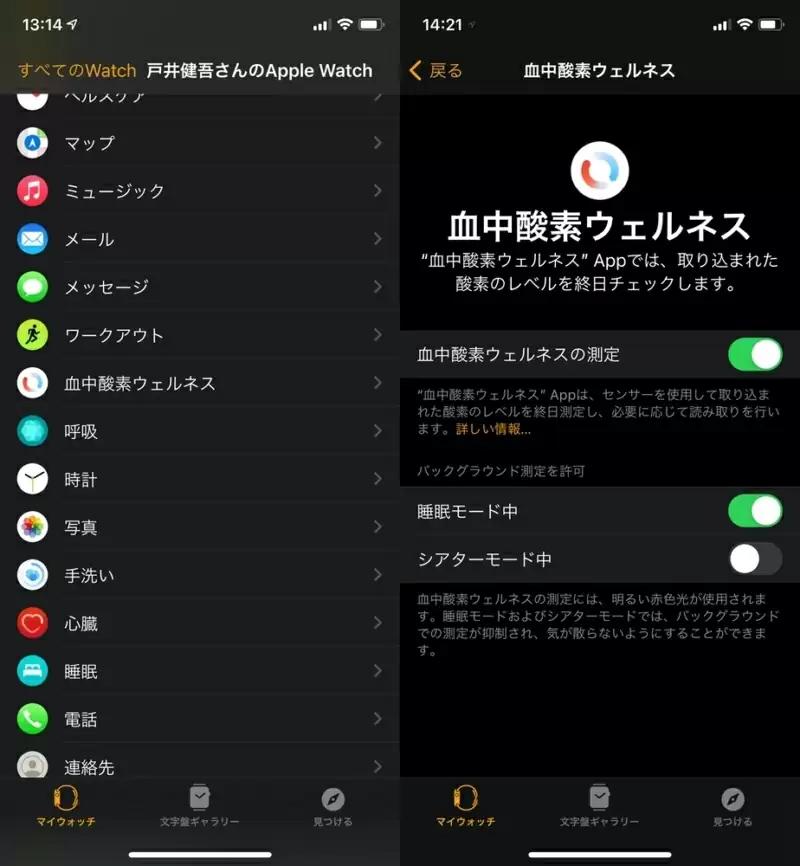 13:14
すべてのWatch 戸井健吾さんのApple Watch
ヘルスケア
マップ
ミュージック
メール
メッセージ
ワークアウト
血中酸素ウェルネス
呼吸
時計
写真
手洗い
心臓
睡眠
電話
連絡先
マイウォッチ
文字盤ギャラリー
見つける
14:21
戻る
血中酸素ウェルネス
血中酸素ウェルネス
“血中酸素ウェルネス” Appでは、取り込まれた
酸素のレベルを終日チェックします。
血中酸素ウェルネスの測定
“血中酸素ウェルネス” Appは、センサーを使用して取り込ま
れた酸素のレベルを終日測定し、必要に応じて読み取りを行い
ます。詳しい情報...
バックグラウンド測定を許可
睡眠モード中
シアターモード中
血中酸素ウェルネスの測定には、明るい赤色光が使用されま
す。睡眠モードおよびシアターモードでは、バックグラウンド
での測定が抑制され、気が散らないようにすることができま
す。
マイウォッチ
文字盤ギャラリー
見つける